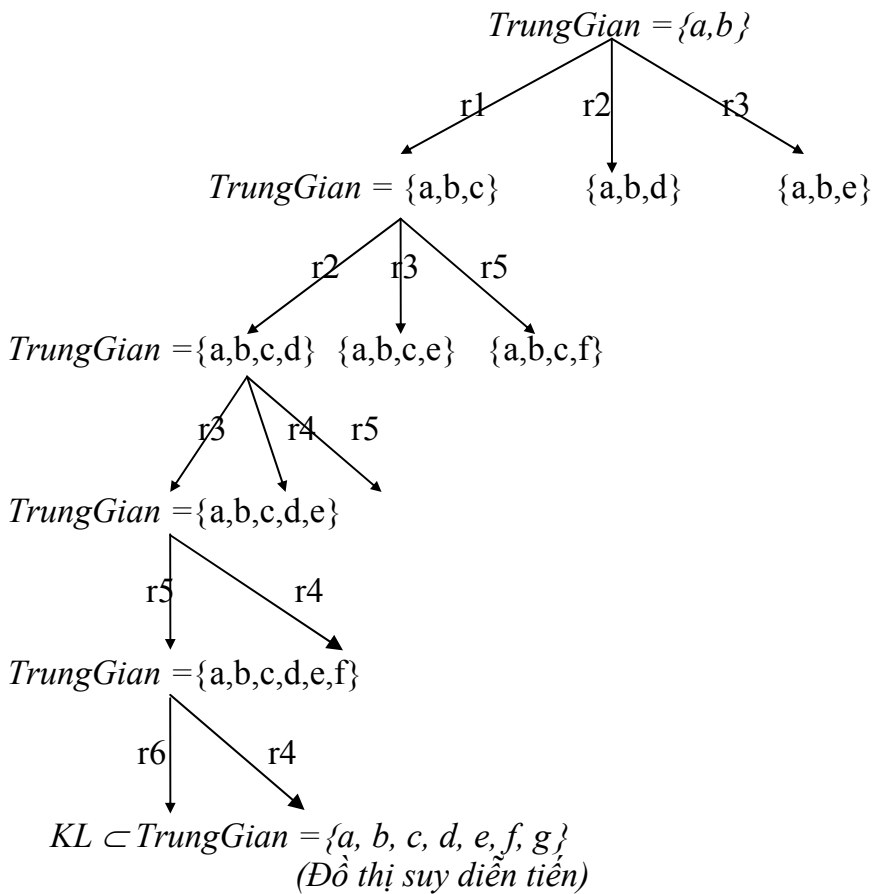 TrungGian ={a,b}
r1 r2 r3
TrungGian = {a,b,c} {a,b,d} {a,b,e}
r2 r3 r5
TrungGian ={a,b,c,d} {a,b,c,e} {a,b,c,f}
r3 r4 r5
TrungGian ={a,b,c,d,e}
r5 r4
TrungGian ={a,b,c,d,e,f}
r6 r4
KL ⊂ TrungGian ={a, b, c, d, e, f, g}
(Đồ thị suy diễn tiến)